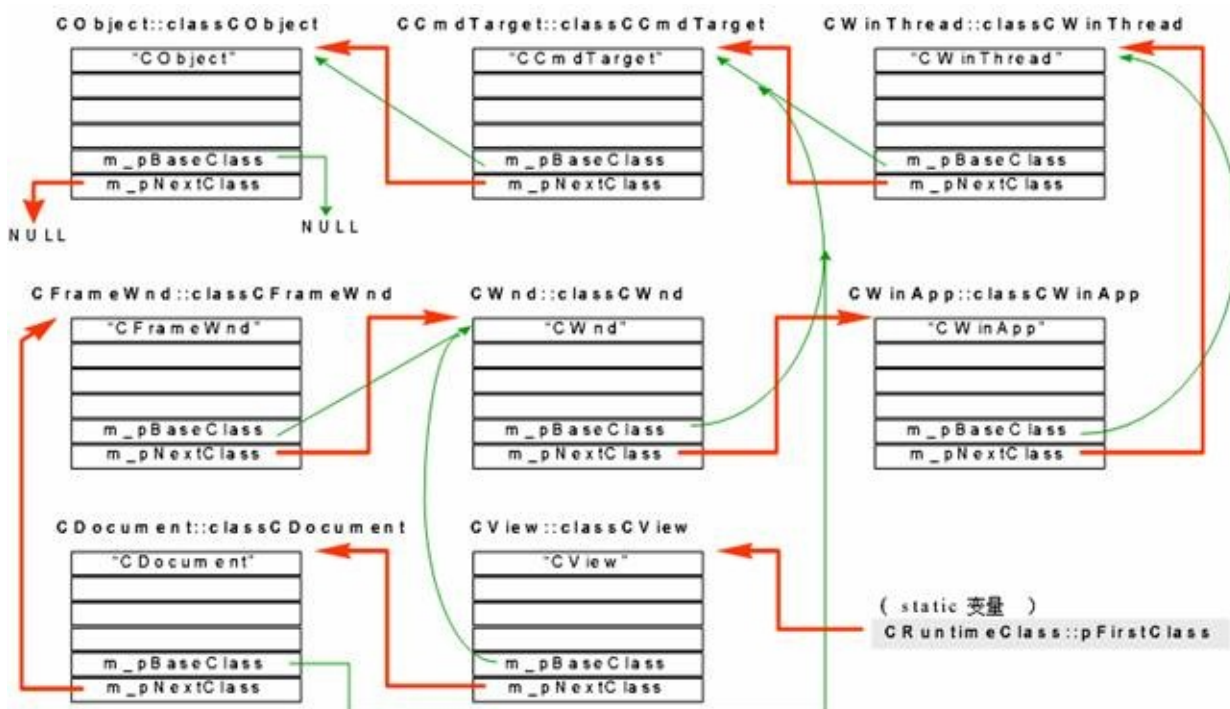 CObject::classCObject
CCmdTarget::classCCmdTarget
CWinThread::classCWinThread
"CObject"
"CCmdTarget"
"CWinThread"
m_pBaseClass
m_pBaseClass
m_pBaseClass
m_pNextClass
m_pNextClass
m_pNextClass
NULL
NULL
CFrameWnd::classCFrameWnd
CWnd::classCWnd
CWinApp::classCWinApp
"CFrameWnd"
"CWnd"
"CWinApp"
m_pBaseClass
m_pBaseClass
m_pBaseClass
m_pNextClass
m_pNextClass
m_pNextClass
CDocument::classCDocument
CView::classCView
"CDocument"
"CView"
( static 变量 )
CRuntimeClass::pFirstClass
m_pBaseClass
m_pBaseClass
m_pNextClass
m_pNextClass